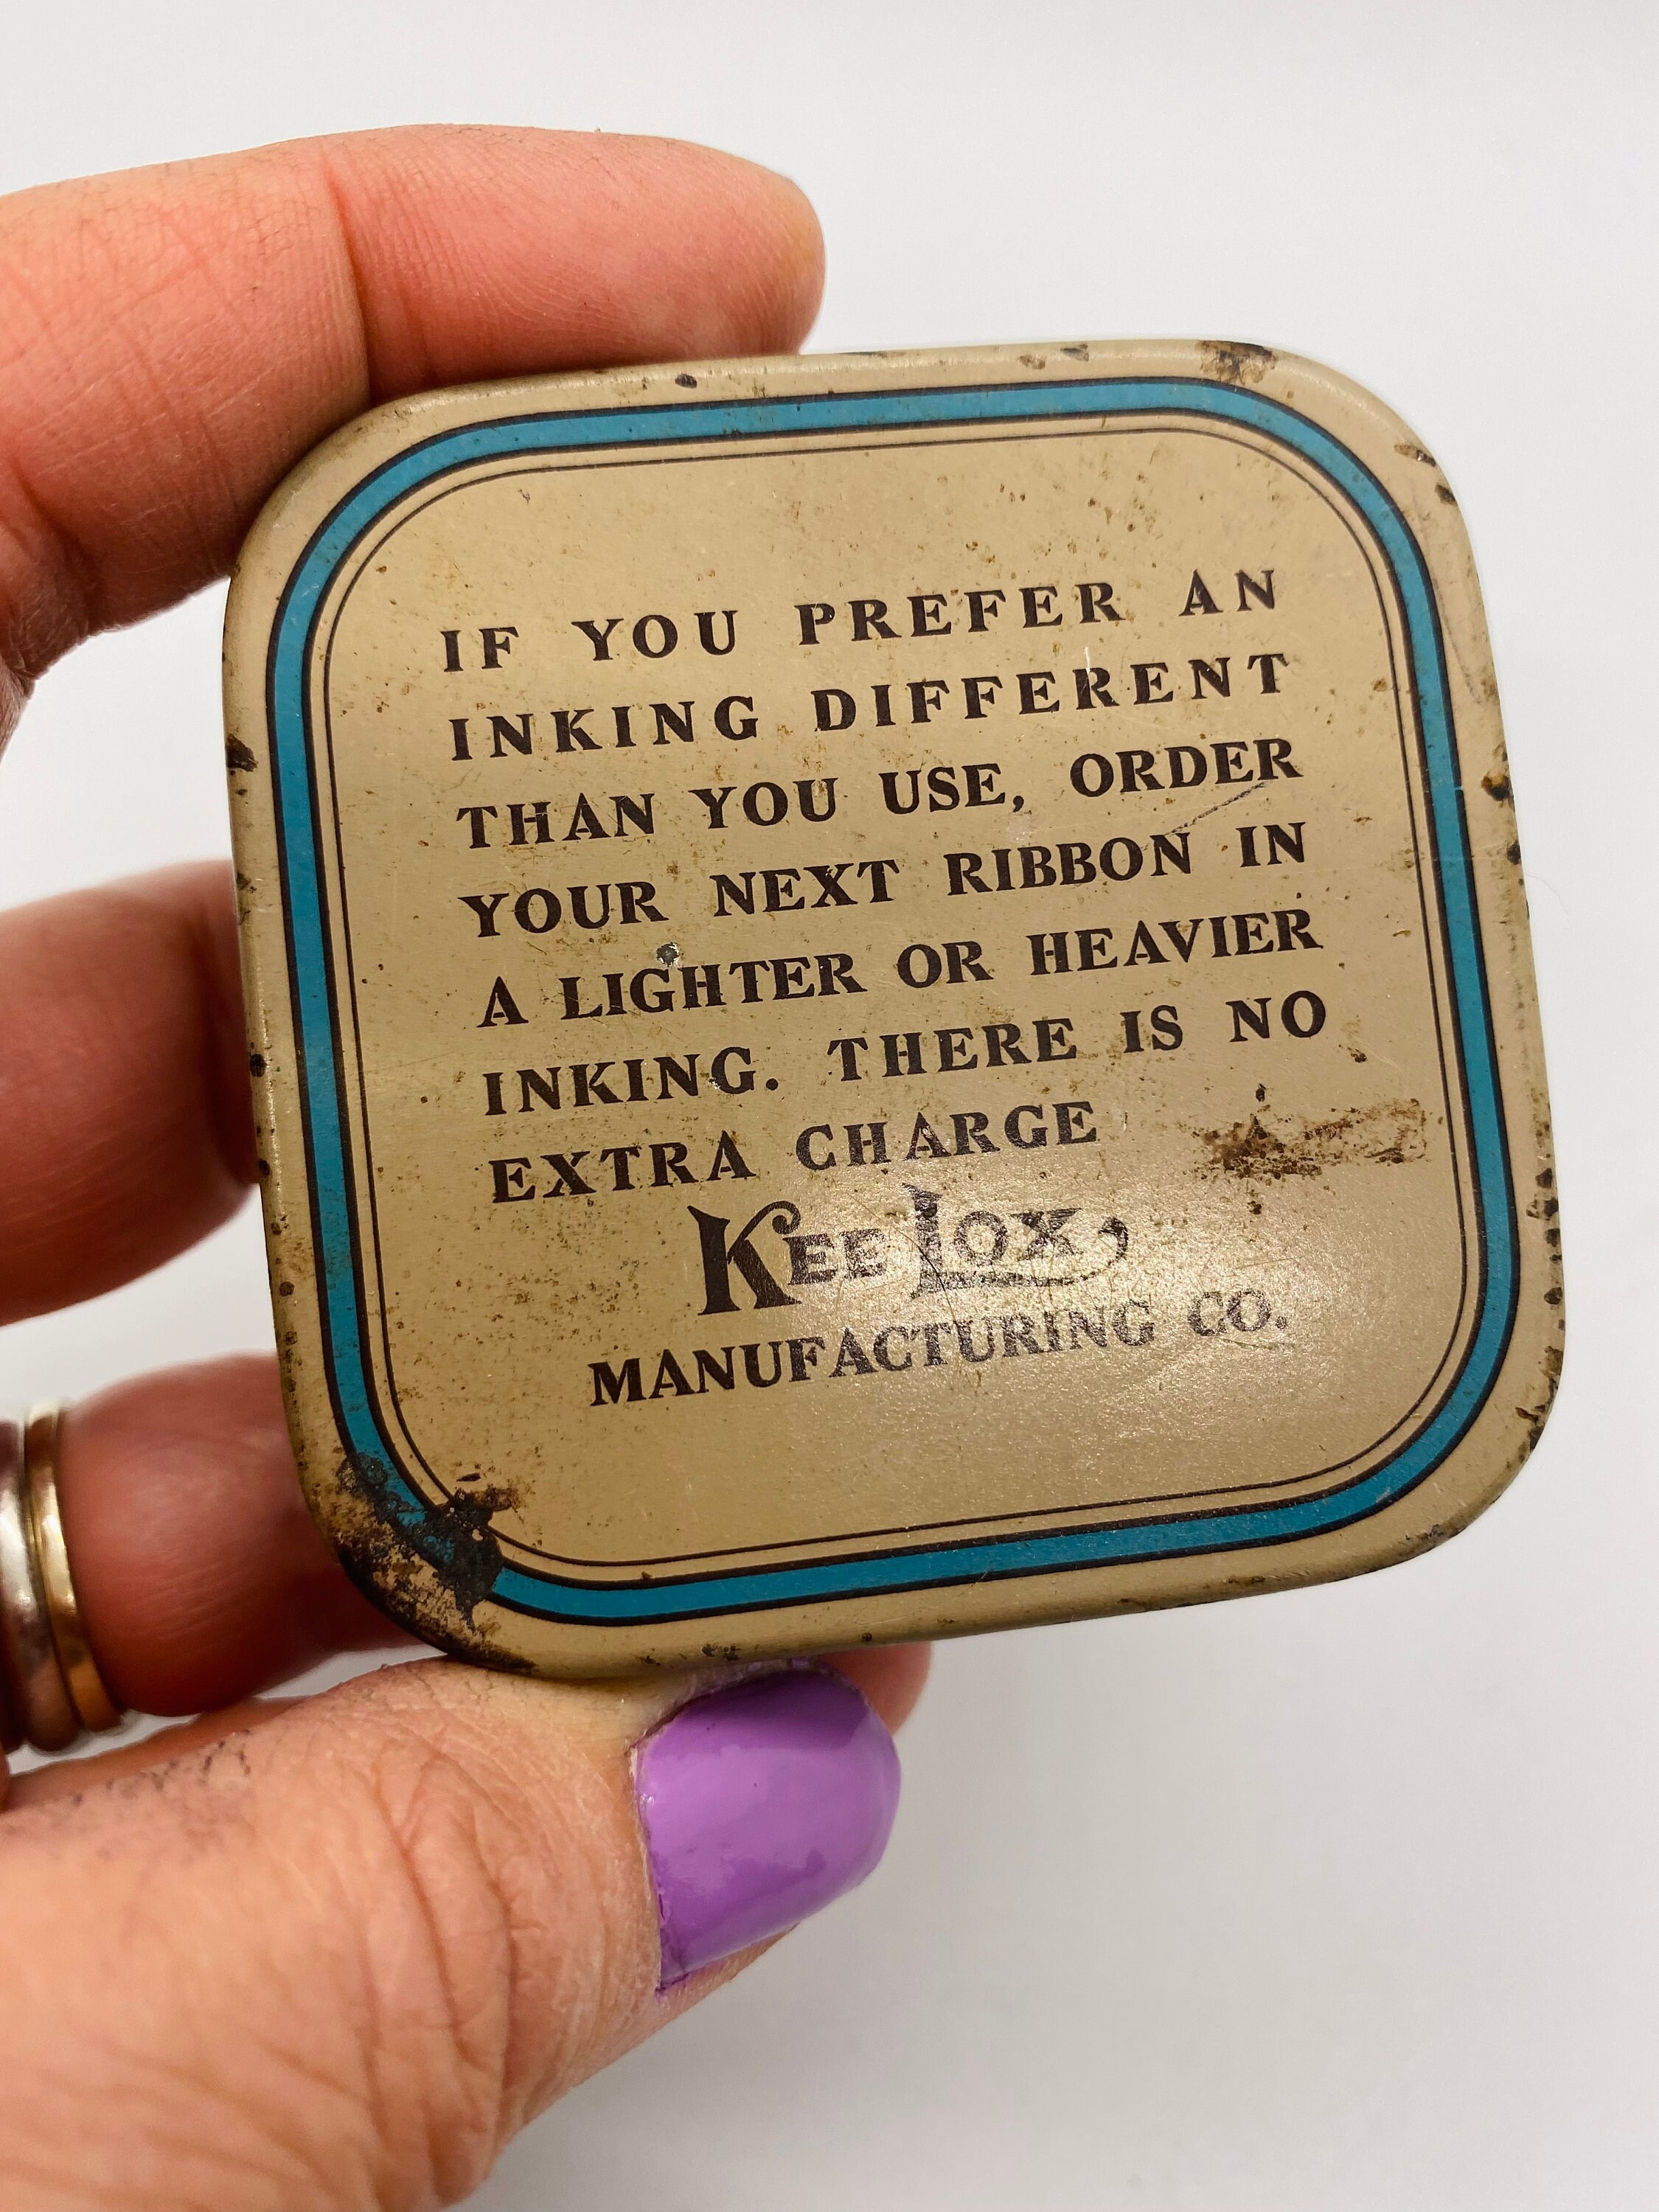 IF YOU PREFER AN
INKING DIFFERENT
THAN YOU USE, ORDER
YOUR NEXT RIBBON IN
A LIGHTER OR HEAVIER
INKING. THERE IS NO
EXTRA CHARGE
KEE LOX
MANUFACTURING CO.